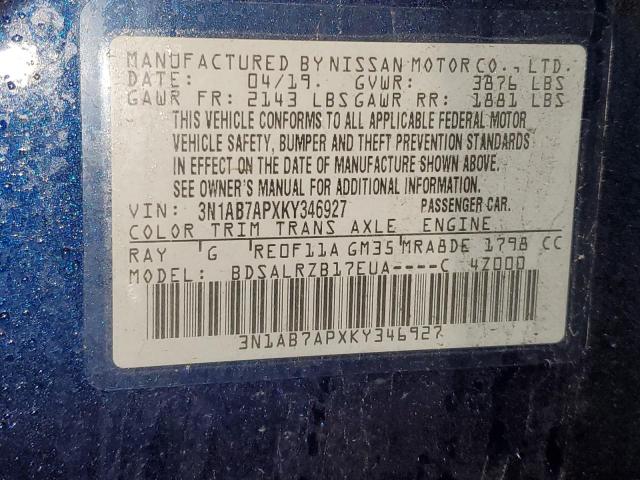 MANUFACTURED BY NISSAN MOTOR CO., LTD.
DATE: 04/19. GVWR: 3876 LBS
GAWR FR: 2143 LBS GAWR RR: 1881 LBS
THIS VEHICLE CONFORMS TO ALL APPLICABLE FEDERAL MOTOR
VEHICLE SAFETY, BUMPER AND THEFT PREVENTION STANDARDS
IN EFFECT ON THE DATE OF MANUFACTURE SHOWN ABOVE.
SEE OWNER'S MANUAL FOR ADDITIONAL INFORMATION.
VIN: 3N1AB7APXKY346927 PASSENGER CAR.
COLOR TRIM TRANS AXLE ENGINE
RAY G RE0F11A GM35 MRA8DE 1798 CC
MODEL: BDSALRZB17EUA----C 4Z000
3N1AB7APXKY346927